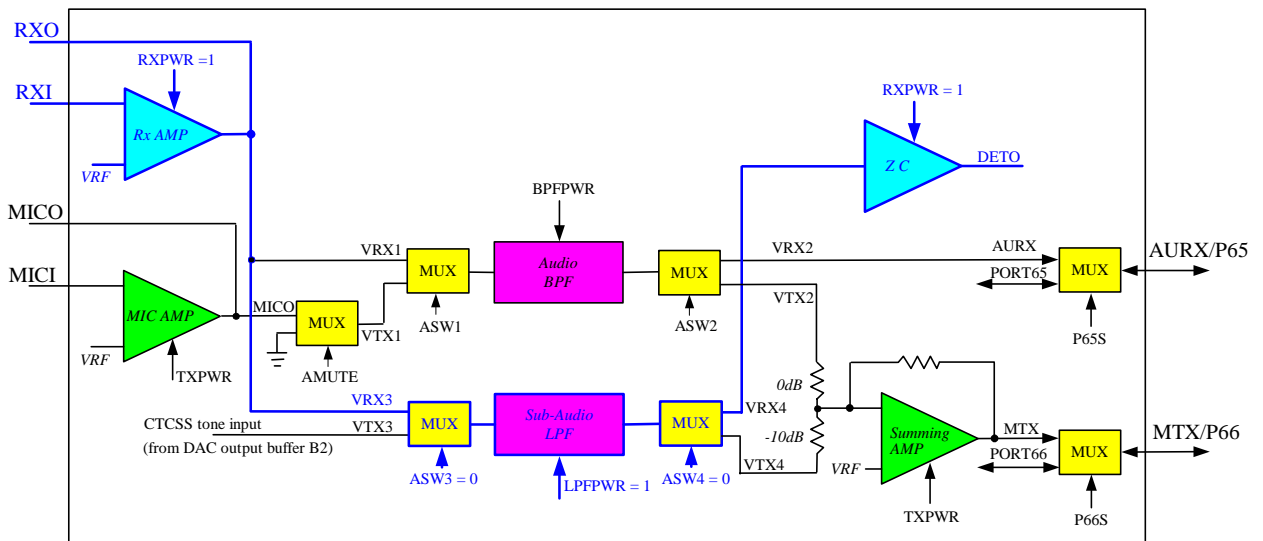 RXO
RXPWR =1
RXPWR = 1
RXI
Rx AMP
VRF
Z C
DETO
BPFPWR
MICO
VRX1
MUX
Audio
BPF
MUX
VRX2
AURX
MUX
AURX/P65
PORT65
MICI
MIC AMP
MICO
MUX
VTX1
ASW1
ASW2
VTX2
P65S
VRF
TXPWR
AMUTE
0dB
VRX3
MUX
Sub-Audio
LPF
MUX
VRX4
-10dB
Summing
AMP
MTX
MUX
MTX/P66
PORT66
CTCSS tone input
VTX3
(from DAC output buffer B2)
VTX4
VRF
ASW3 = 0
LPFPWR = 1
ASW4 = 0
TXPWR
P66S